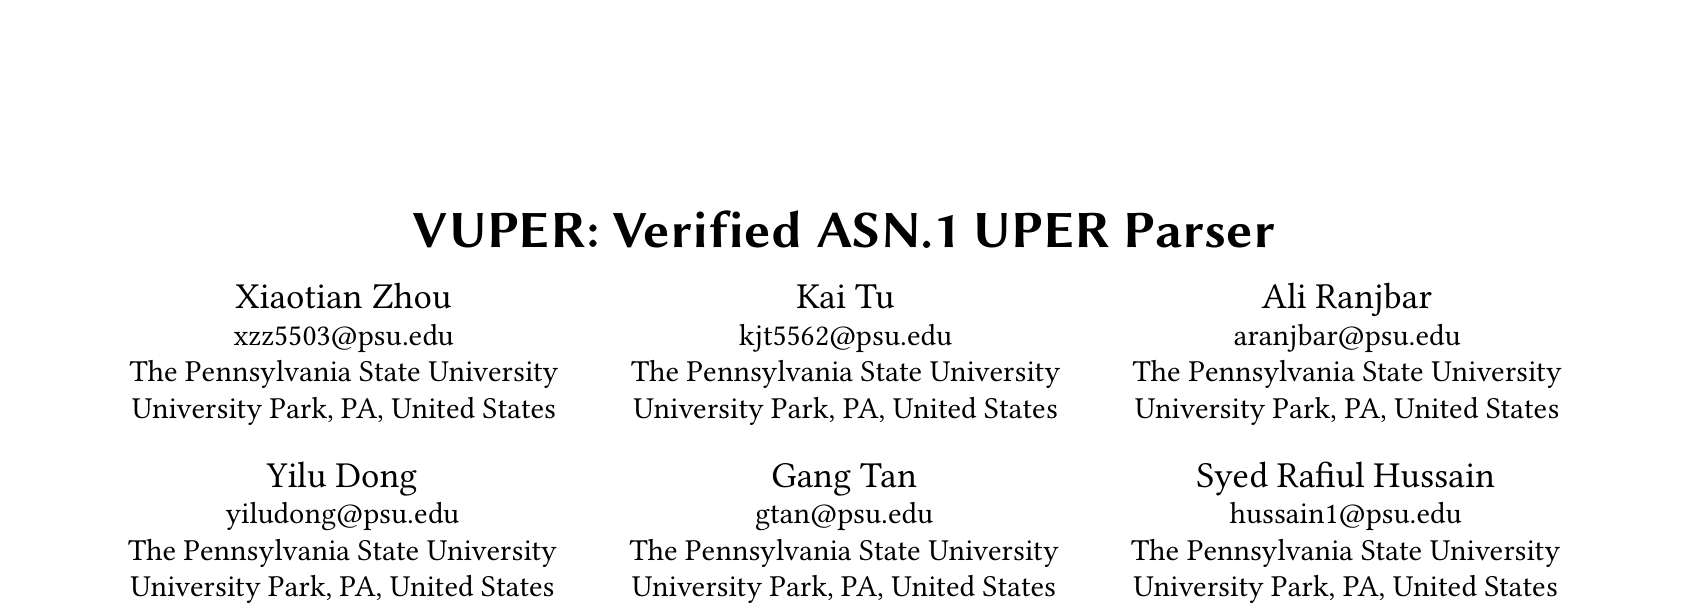 VUPER: Verified ASN.1 UPER Parser
Xiaotian Zhou
xzz5503@psu.edu
The Pennsylvania State University
University Park, PA, United States
Kai Tu
kjt5562@psu.edu
The Pennsylvania State University
University Park, PA, United States
Ali Ranjbar
aranjbar@psu.edu
The Pennsylvania State University
University Park, PA, United States
Yilu Dong
yiludong@psu.edu
The Pennsylvania State University
University Park, PA, United States
Gang Tan
gtan@psu.edu
The Pennsylvania State University
University Park, PA, United States
Syed Rafiul Hussain
hussain1@psu.edu
The Pennsylvania State University
University Park, PA, United States